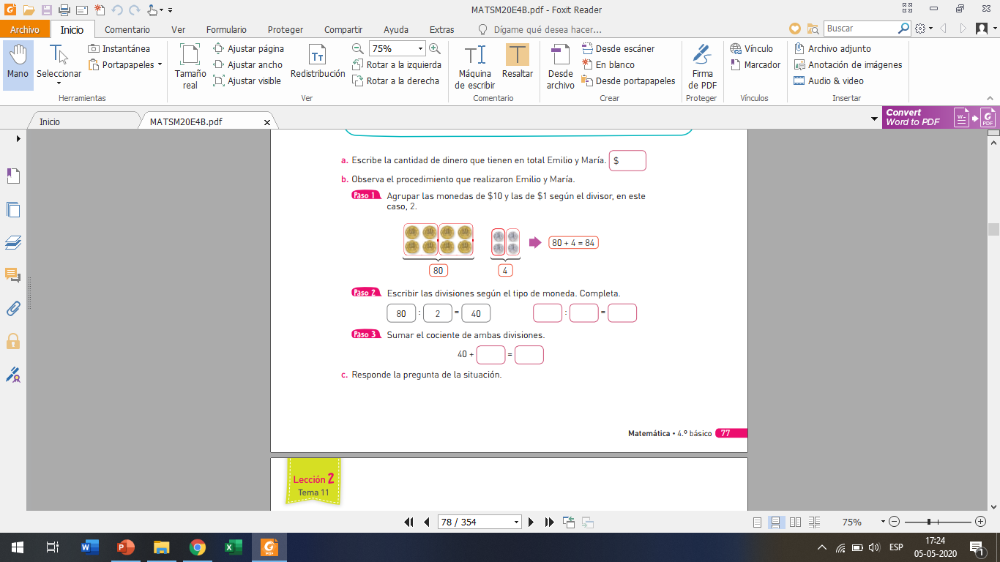 MATSM20E4B.pdf - Foxit Reader
Archivo Inicio Comentario Ver Formulario Proteger Compartir Ayuda Extras Dígame qué desea hacer... Buscar
Mano
Seleccionar
Instantánea
Portapapeles
Herramientas
Tamaño real
Ajustar página
Ajustar ancho
Ajustar visible
Redistribución
75%
Rotar a la izquierda
Rotar a la derecha
Ver
Máquina de escribir
Resaltar
Comentario
Desde archivo
Desde escáner
En blanco
Desde portapapeles
Crear
Firma de PDF
Proteger
Vínculo
Marcador
Vínculos
Archivo adjunto
Anotación de imágenes
Audio & video
Insertar
Inicio MATSM20E4B.pdf
Convert
Word to PDF
a. Escribe la cantidad de dinero que tienen en total Emilio y María. $
b. Observa el procedimiento que realizaron Emilio y María.
Paso 1 Agrupar las monedas de $10 y las de $1 según el divisor, en este
caso, 2.
80 + 4 = 84
80 4
Paso 2 Escribir las divisiones según el tipo de moneda. Completa.
80 : 2 = 40 : =
Paso 3 Sumar el cociente de ambas divisiones.
40 + =
c. Responde la pregunta de la situación.
Matemática • 4.º básico 77
Lección 2
Tema 11
78 / 354 75%
ESP
17:24
05-05-2020
1